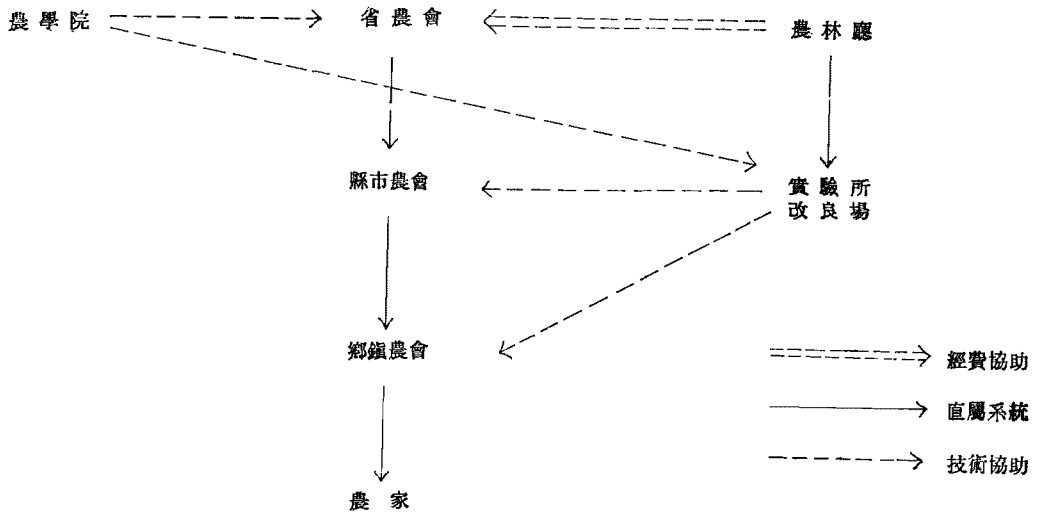 農學院
省農會
農林廳
縣市農會
實驗所
改良場
鄉鎮農會
農家
經費協助
直屬系統
技術協助